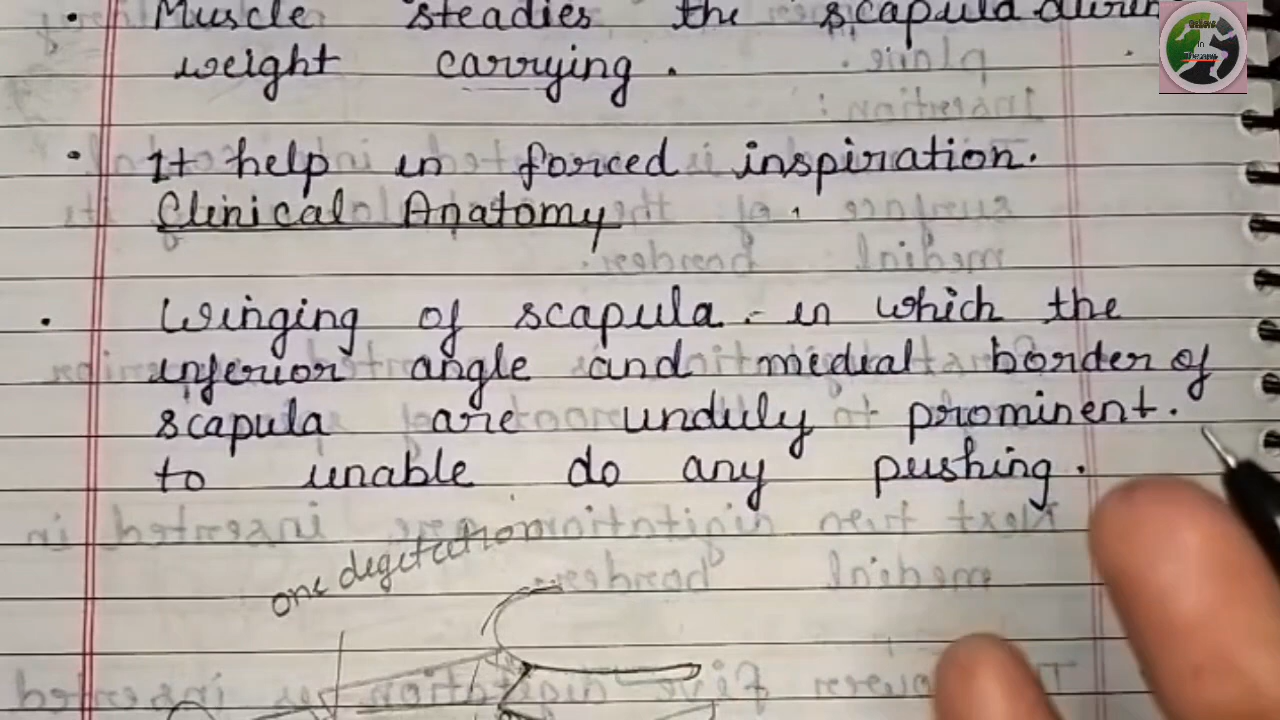 Muscle steadies the scapula during
weight carrying.
It help in forced inspiration.
Clinical Anatomy
Winging of scapula - in which the
inferior angle and medial border of
scapula are unduly prominent.
to unable do any pushing.
one digitation